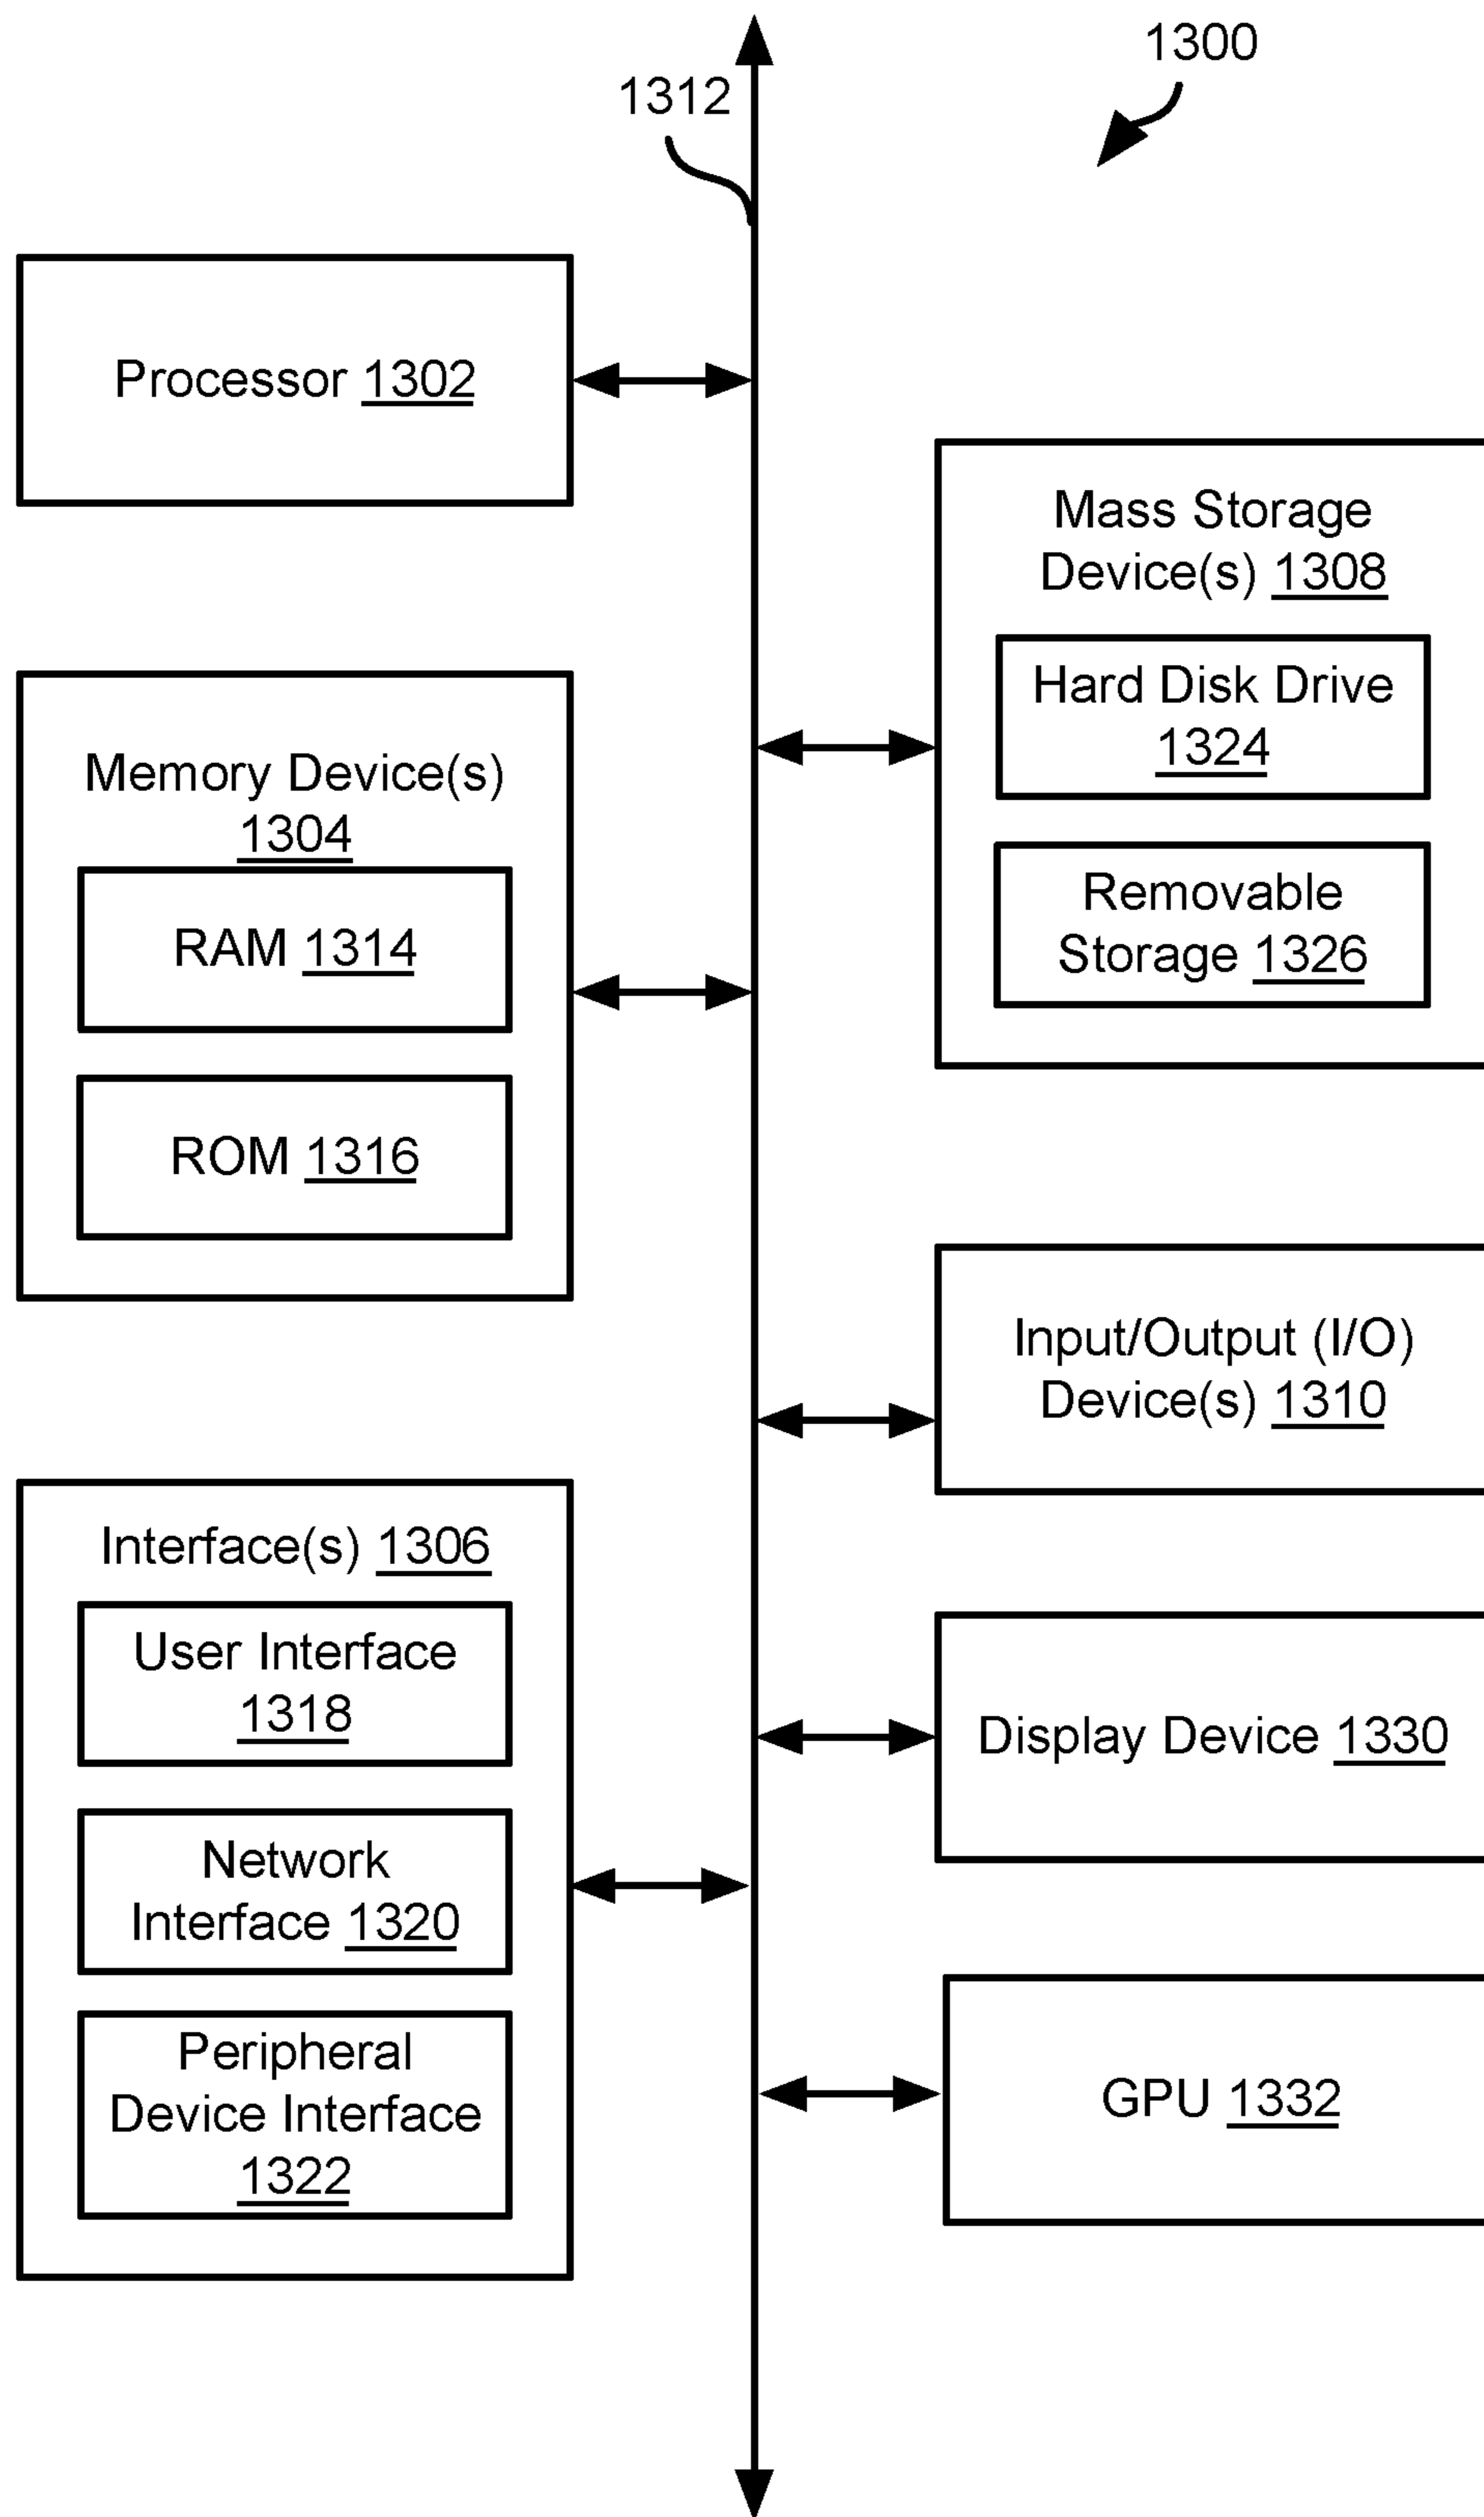 1300
1312
Processor 1302
Mass Storage
Device(s) 1308
Hard Disk Drive
1324
Removable
Storage 1326
Memory Device(s)
1304
RAM 1314
ROM 1316
Input/Output (I/O)
Device(s) 1310
Interface(s) 1306
User Interface
1318
Network
Interface 1320
Peripheral
Device Interface
1322
Display Device 1330
GPU 1332